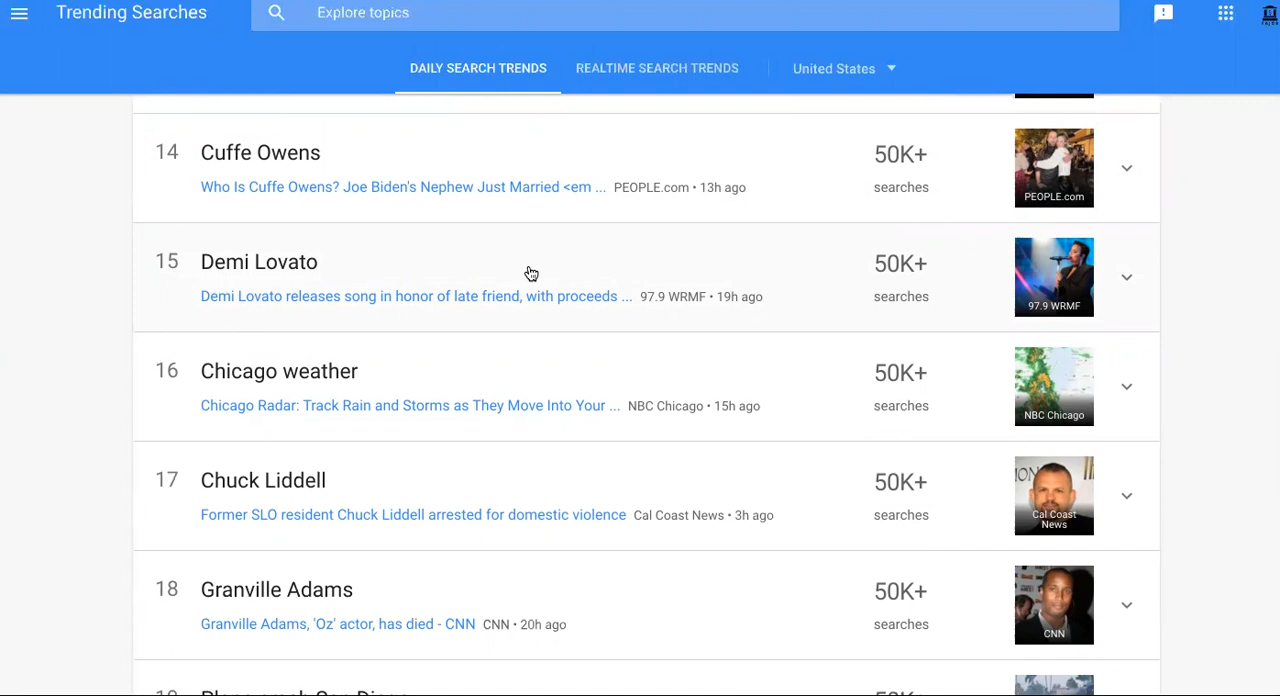 Trending Searches
Explore topics
DAILY SEARCH TRENDS
REALTIME SEARCH TRENDS
United States
14
Cuffe Owens
50K+
searches
Who Is Cuffe Owens? Joe Biden's Nephew Just Married <em ...
PEOPLE.com • 13h ago
PEOPLE.com
15
Demi Lovato
50K+
searches
Demi Lovato releases song in honor of late friend, with proceeds ...
97.9 WRMF • 19h ago
97.9 WRMF
16
Chicago weather
50K+
searches
Chicago Radar: Track Rain and Storms as They Move Into Your ...
NBC Chicago • 15h ago
NBC Chicago
17
Chuck Liddell
50K+
searches
Former SLO resident Chuck Liddell arrested for domestic violence
Cal Coast News • 3h ago
Cal Coast
News
18
Granville Adams
50K+
searches
Granville Adams, 'Oz' actor, has died - CNN
CNN • 20h ago
CNN